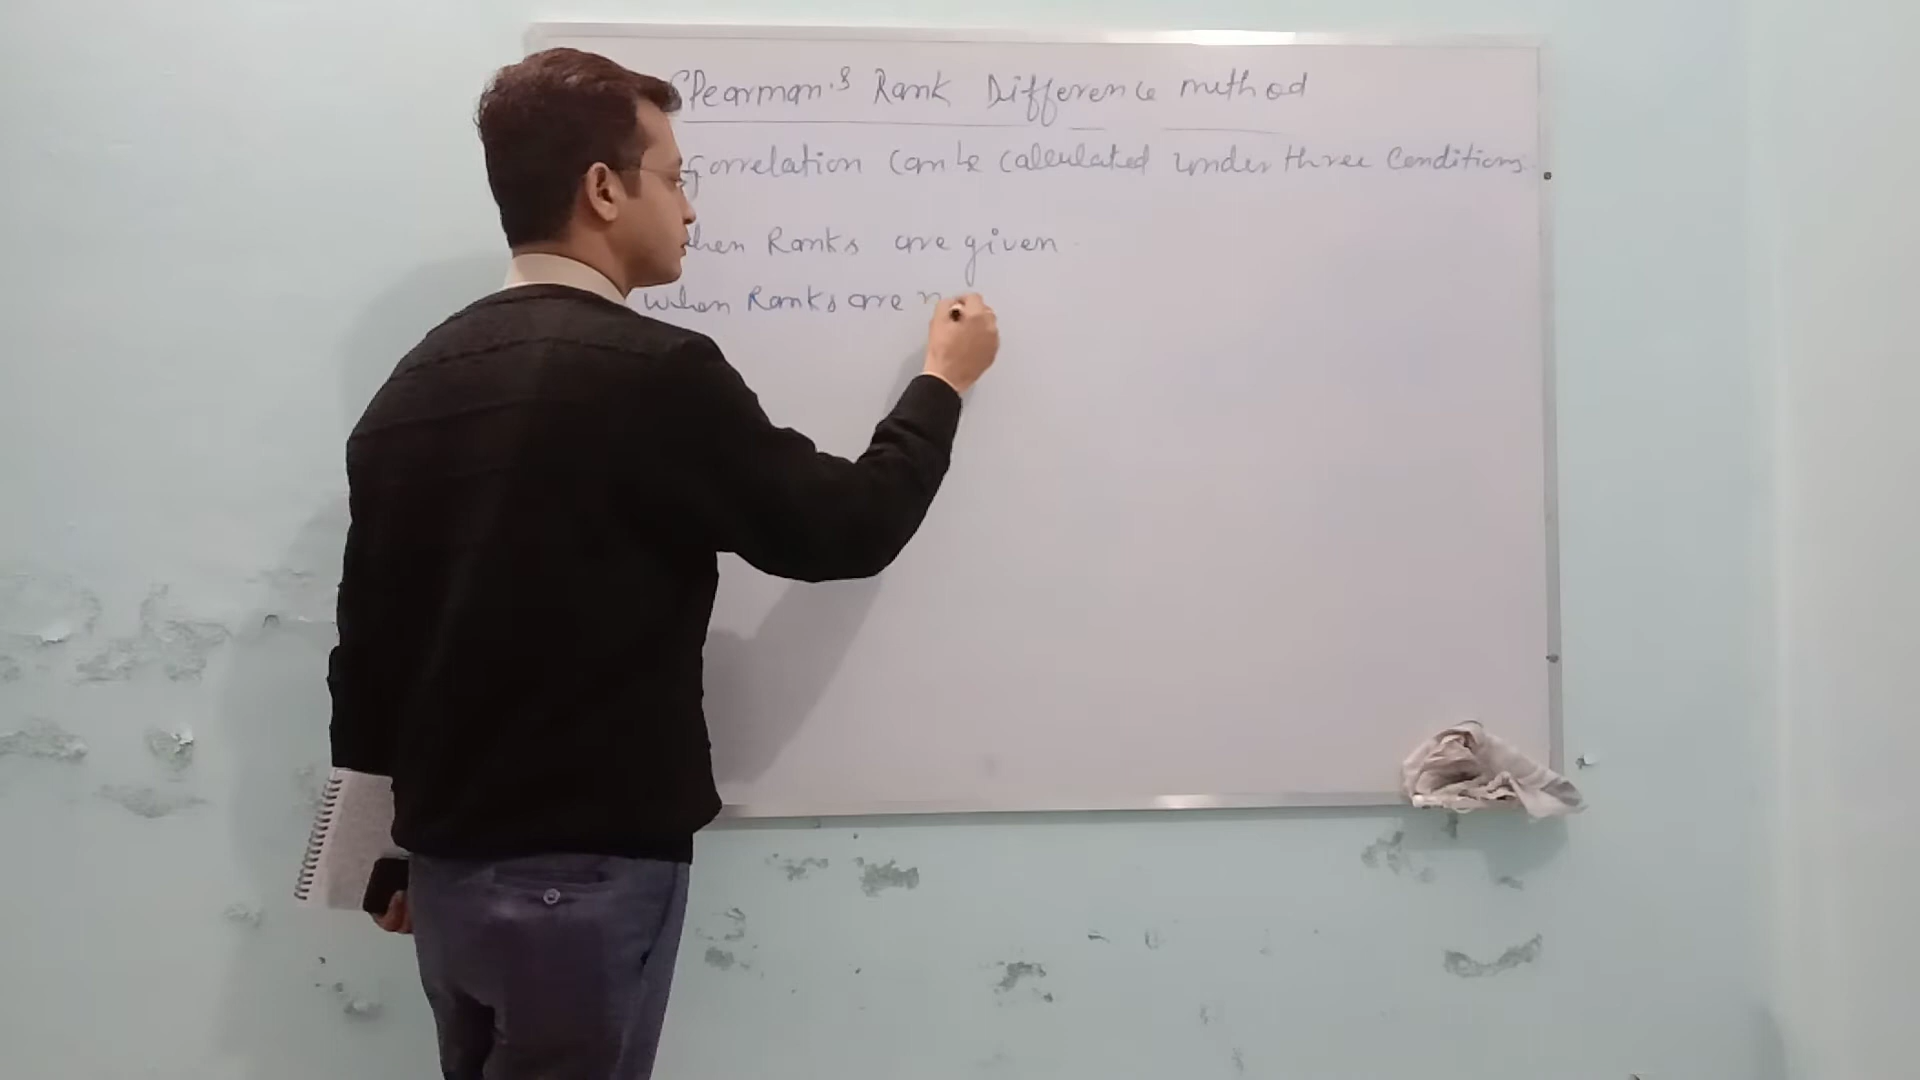 Spearman's Rank Difference method
Correlation can be calculated under three Conditions.
When Ranks are given
When Ranks are n